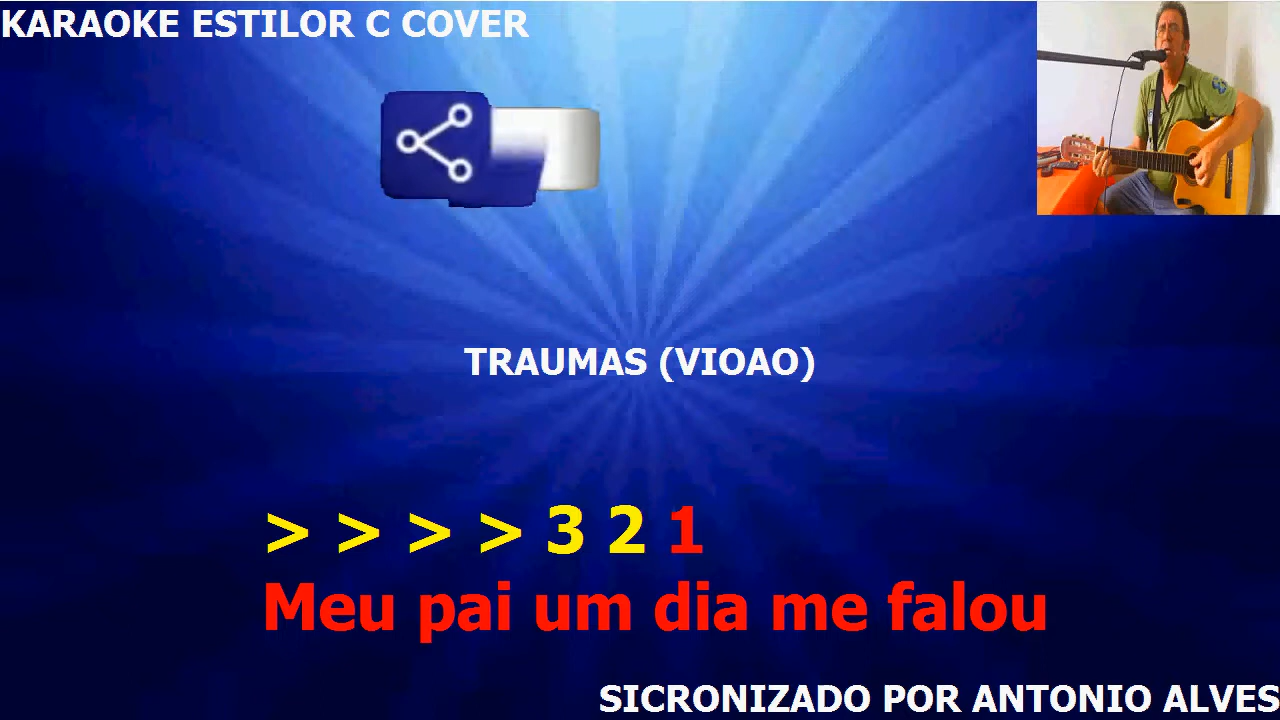 KARAOKE ESTILOR C COVER
TRAUMAS (VIOAO)
> > > > 3 2 1
Meu pai um dia me falou
SICRONIZADO POR ANTONIO ALVES